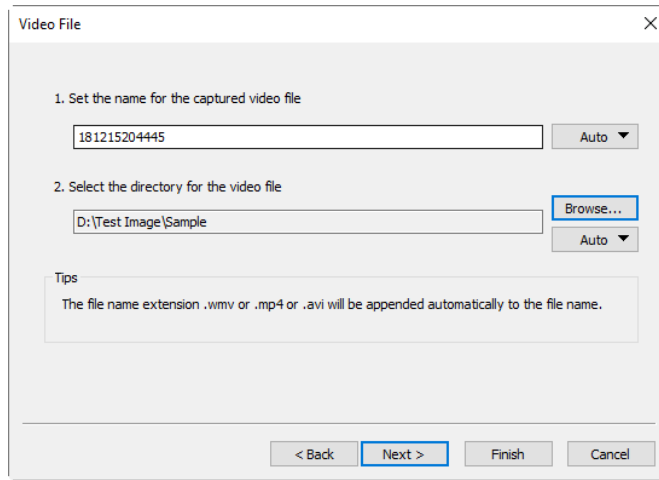 Video File
1. Set the name for the captured video file
181215204445
Auto
2. Select the directory for the video file
D:\Test Image\Sample
Browse...
Auto
Tips
The file name extension .wmv or .mp4 or .avi will be appended automatically to the file name.
< Back
Next >
Finish
Cancel